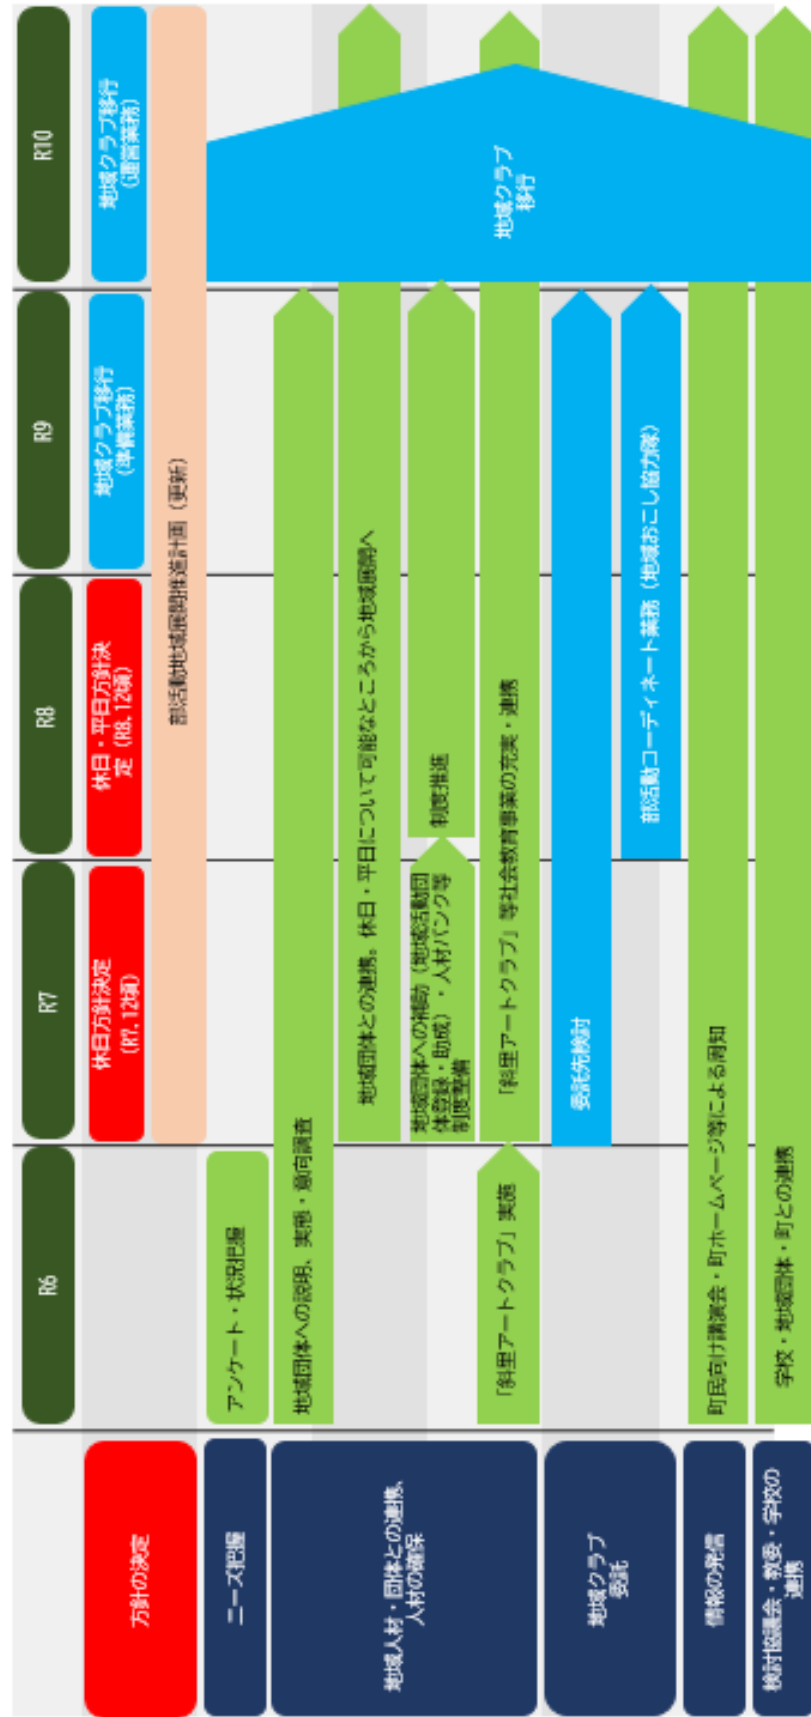 R6
R7
R8
R9
R10
方針の決定
休日方針決定
（R7.12頃）
休日・平日方針決
定（R8.12頃）
地域クラブ移行
（準備業務）
地域クラブ移行
（運営業務）
部活動地域展開推進計画（更新）
ニーズ把握
アンケート・状況把握
地域人材・団体との連携、
人材の確保
地域団体への説明、実態・意向調査
地域団体との連携。休日・平日について可能なところから地域展開へ
地域団体への補助（地域活動団
体登録・助成）・人材バンク等
制度整備
制度推進
「斜里アートクラブ」実施
「斜里アートクラブ」等社会教育事業の充実・連携
地域クラブ
委託
委託先検討
部活動コーディネート業務（地域おこし協力隊）
地域クラブ
移行
情報の発信
町民向け講演会・町ホームページ等による周知
検討協議会・教委・学校の
連携
学校・地域団体・町との連携